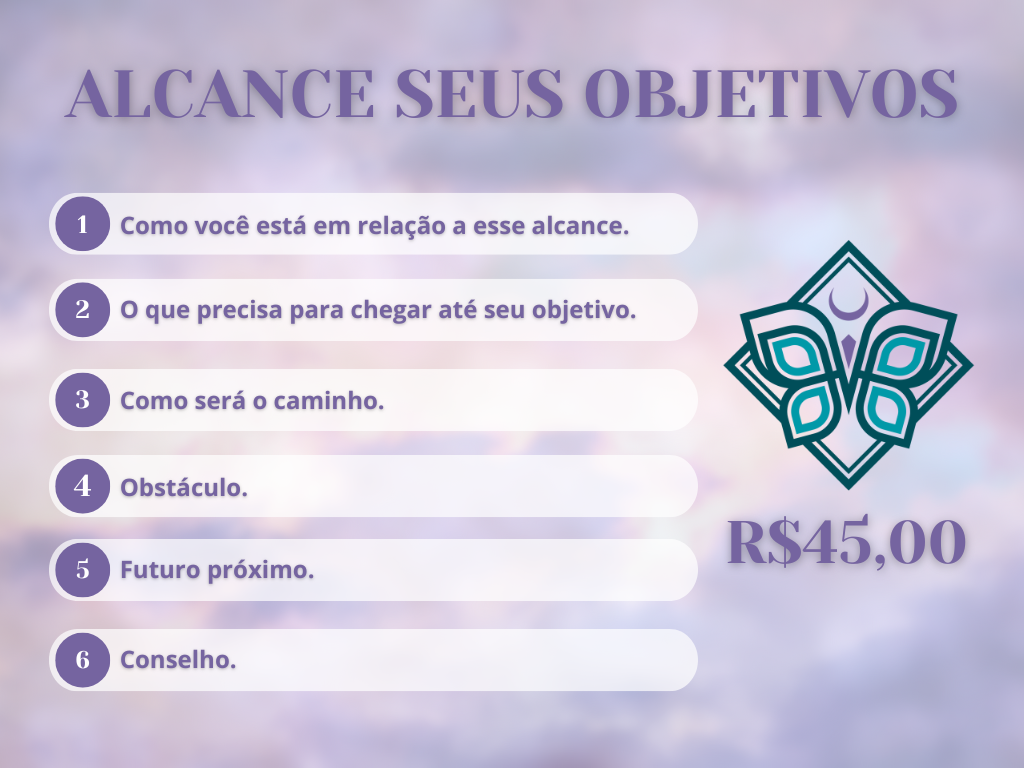 ALCANCE SEUS OBJETIVOS
1 Como você está em relação a esse alcance.
2 O que precisa para chegar até seu objetivo.
3 Como será o caminho.
4 Obstáculo.
5 Futuro próximo.
6 Conselho.
R$45,00